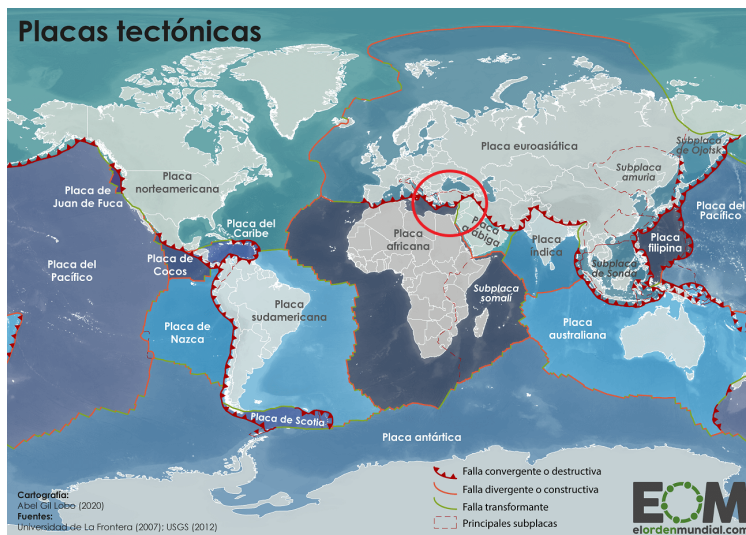 Placas tectónicas
Placa euroasiática
Subplaca
de Ojotsk
Subplaca
amuria
Placa
norteamericana
Placa de
Juan de Fuca
Placa del
Caribe
Placa del
Pacífico
Placa
filipina
Placa
africana
Placa
arábiga
Placa
índica
Placa del
Pacífico
Placa de
Cocos
Subplaca
de Sonda
Subplaca
somalí
Placa
sudamericana
Placa de
Nazca
Placa
australiana
Placa de Scotia
Placa antártica
Falla convergente o destructiva
Falla divergente o constructiva
Falla transformante
Principales subplacas
Cartografía:
Abel Gil Lobo (2020)
Fuentes:
Universidad de La Frontera (2007); USGS (2012)
EOM
elordenmundial.com